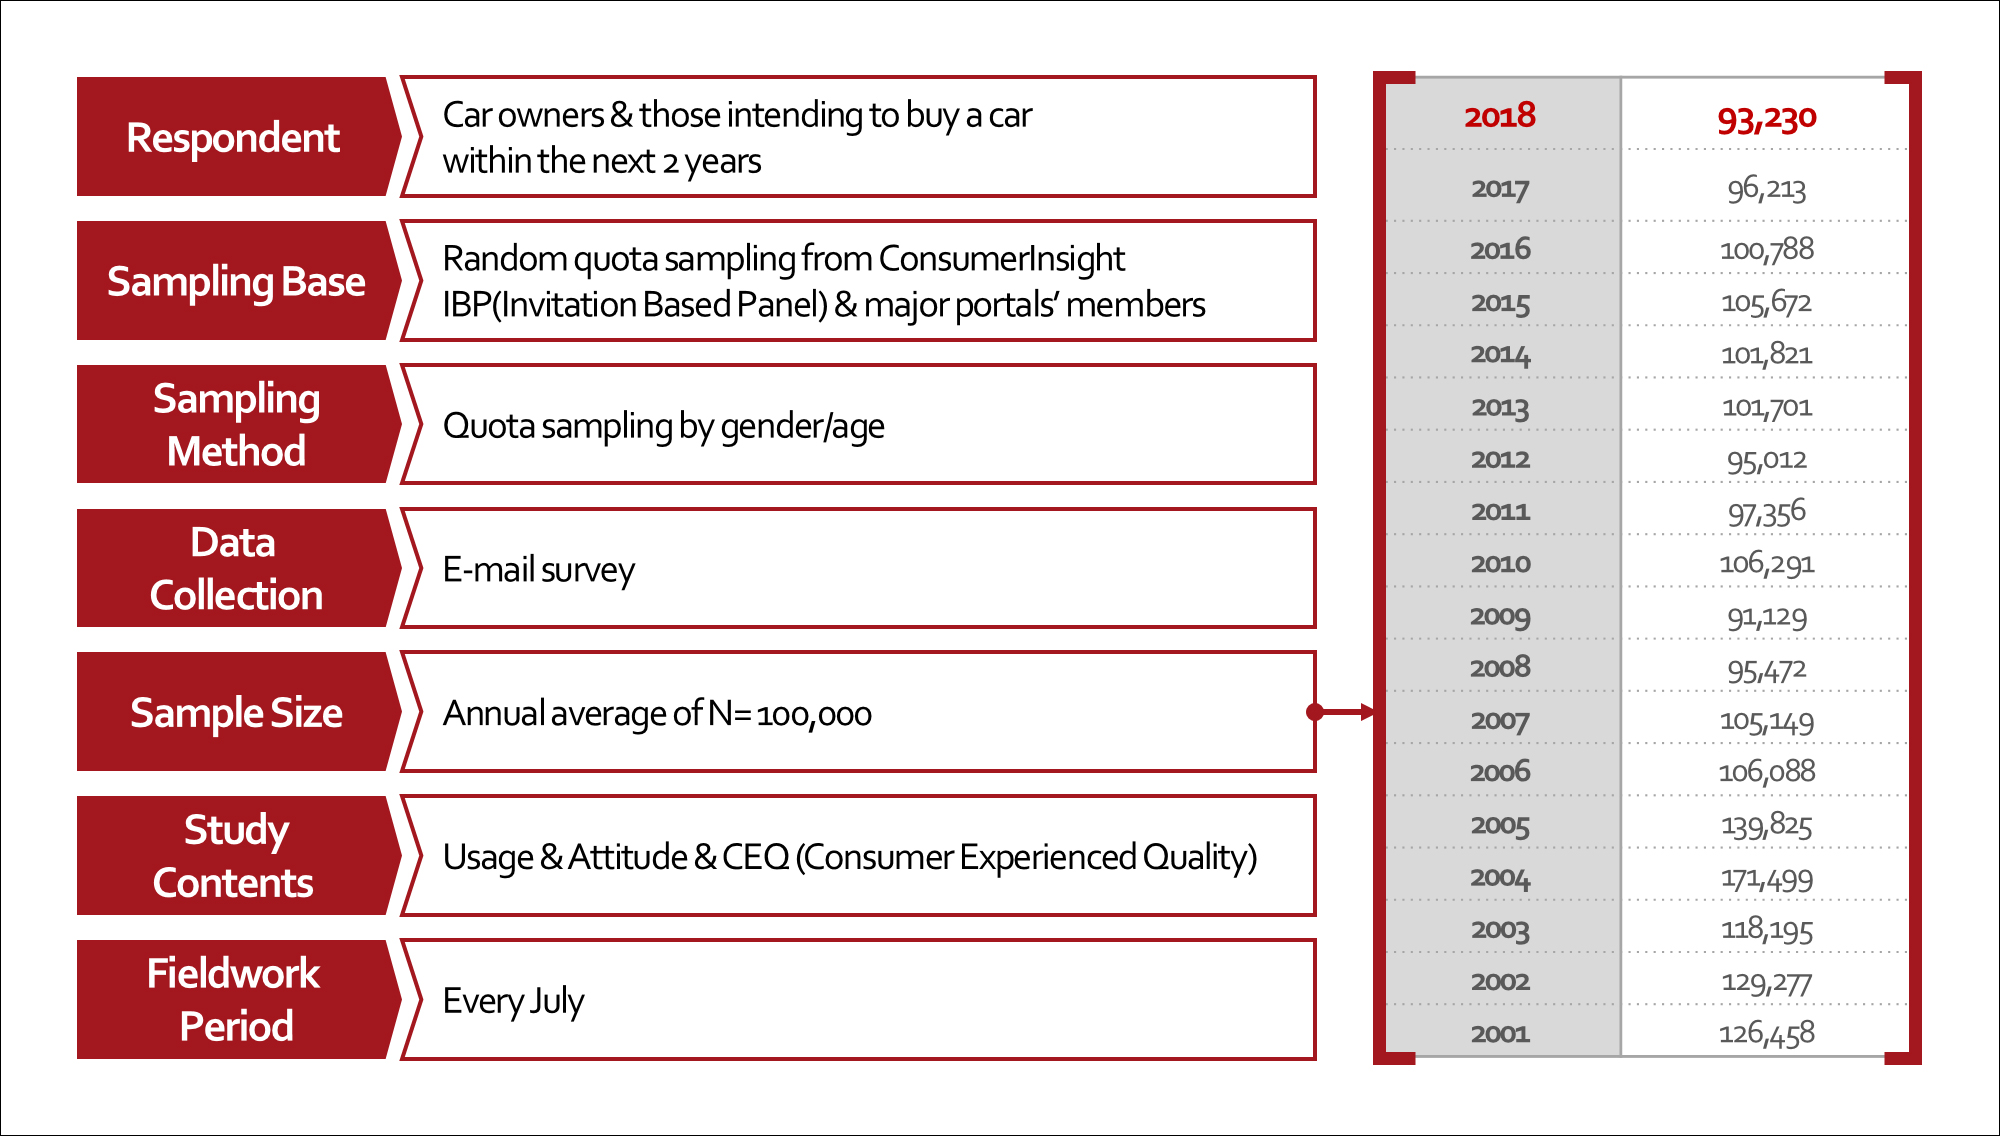 Respondent
Car owners & those intending to buy a car
within the next 2 years
Sampling Base
Random quota sampling from ConsumerInsight
IBP(Invitation Based Panel) & major portals’ members
Sampling
Method
Quota sampling by gender/age
Data
Collection
E-mail survey
Sample Size
Annual average of N= 100,000
Study
Contents
Usage & Attitude & CEQ (Consumer Experienced Quality)
Fieldwork
Period
Every July
2018 93,230
2017 96,213
2016 100,788
2015 105,672
2014 101,821
2013 101,701
2012 95,012
2011 97,356
2010 106,291
2009 91,129
2008 95,472
2007 105,149
2006 106,088
2005 139,825
2004 171,499
2003 118,195
2002 129,277
2001 126,458